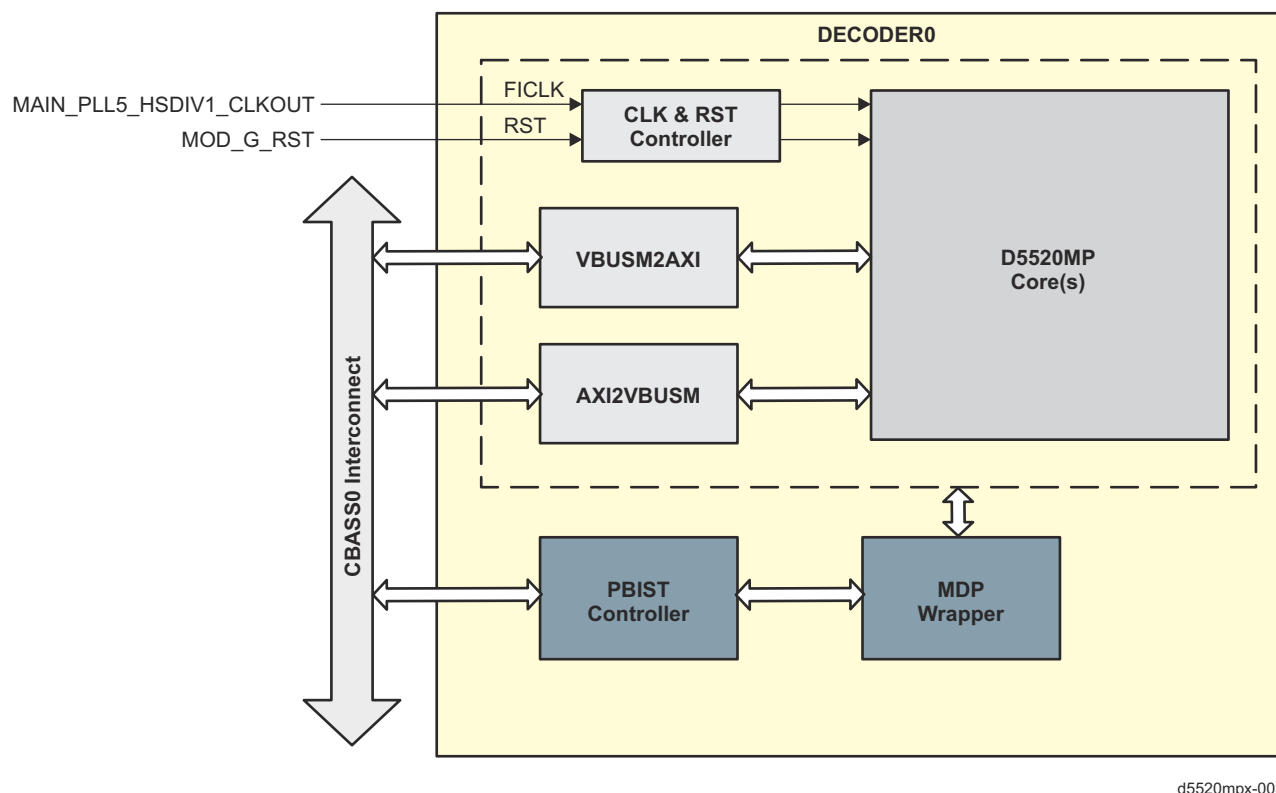 DECODER0
MAIN_PLL5_HSDIV1_CLKOUT
FICLK
MOD_G_RST
RST
CLK & RST
Controller
D5520MP
Core(s)
VBUSM2AXI
AXI2VBUSM
CBASS0 Interconnect
PBIST
Controller
MDP
Wrapper
d5520mpx-00